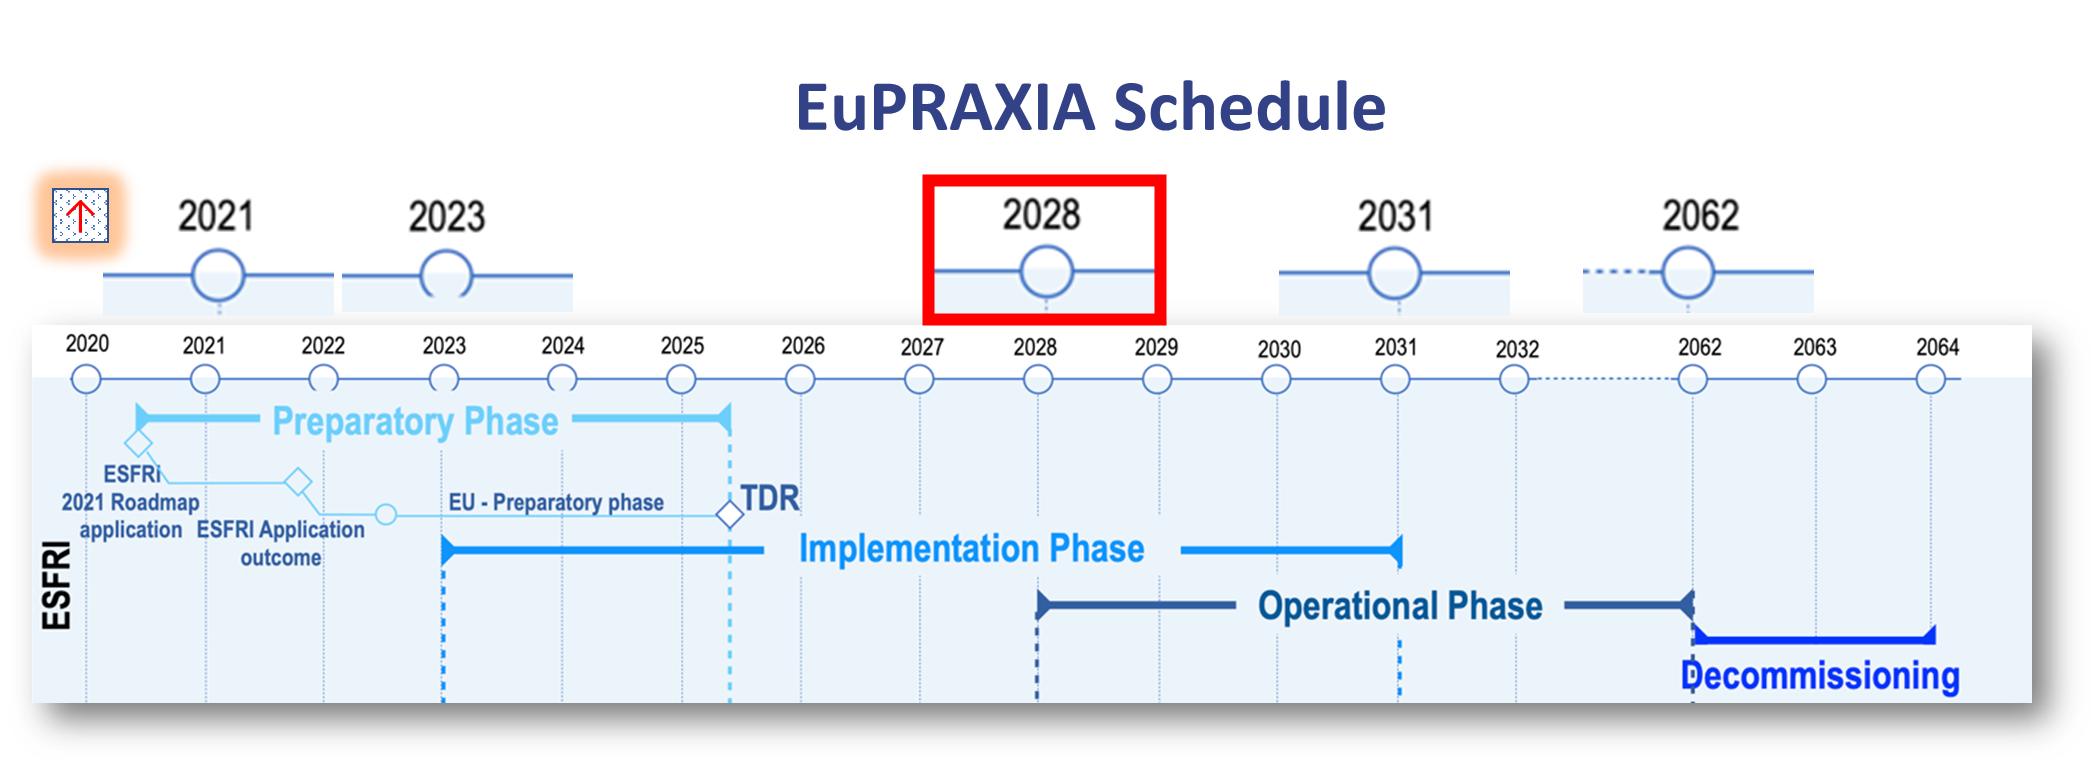 EuPRAXIA Schedule
2021 2023 2028 2031 2062
2020 2021 2022 2023 2024 2025 2026 2027 2028 2029 2030 2031 2032 2062 2063 2064
Preparatory Phase
ESFRI
2021 Roadmap
application
ESFRI Application
outcome
EU - Preparatory phase
TDR
Implementation Phase
Operational Phase
Decommissioning
ESFRI